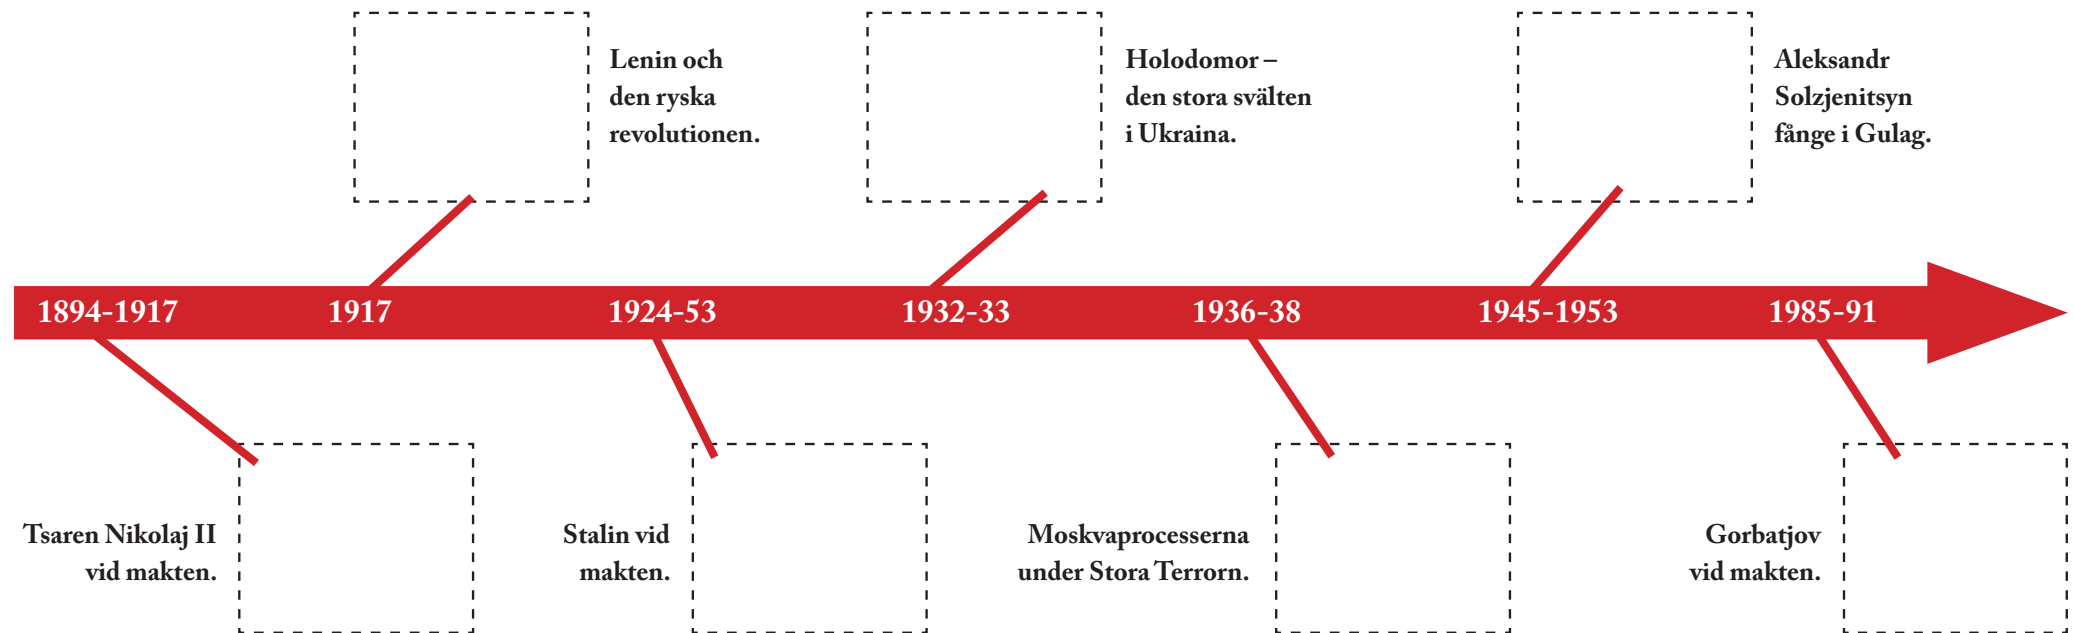 Lenin och
den ryska
revolutionen.
Holodomor –
den stora svälten
i Ukraina.
Aleksandr
Solzjenitsyn
fånge i Gulag.
1894-1917
1917
1924-53
1932-33
1936-38
1945-1953
1985-91
Tsaren Nikolaj II
vid makten.
Stalin vid
makten.
Moskvaprocesserna
under Stora Terrorn.
Gorbatjov
vid makten.